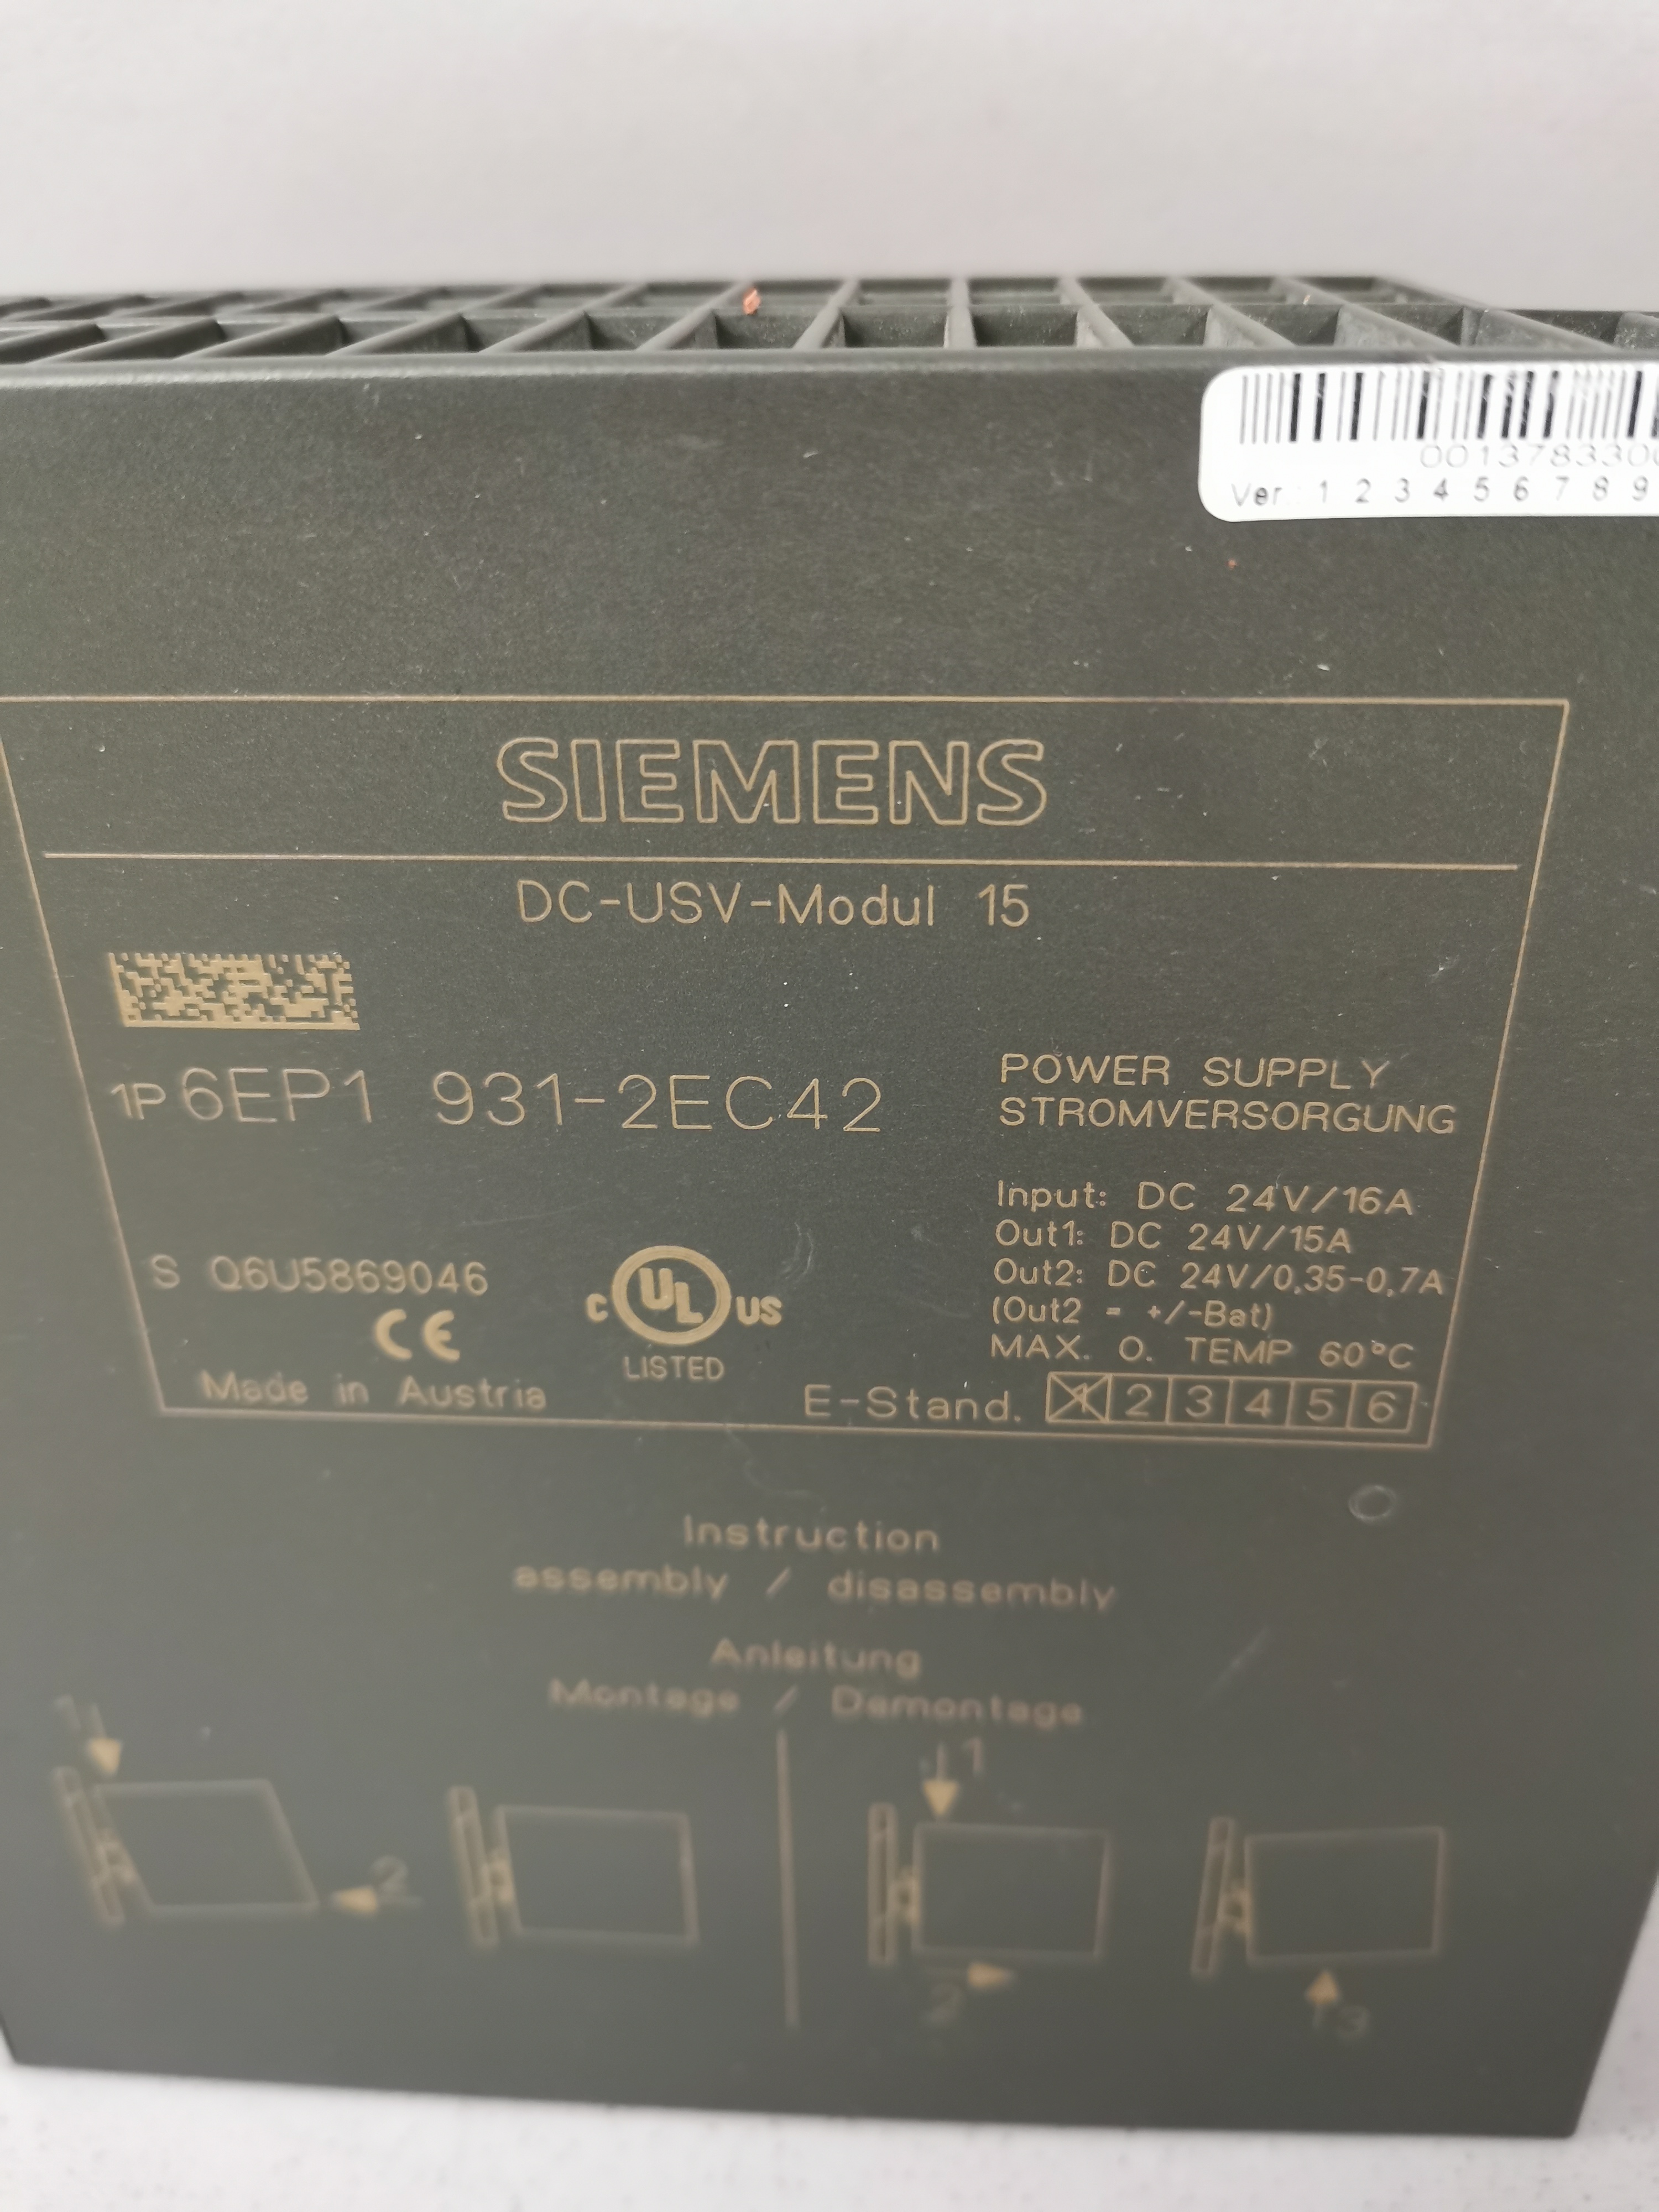 0013783300
Ver.: 1 2 3 4 5 6 7 8 9
SIEMENS
DC-USV-Modul 15
1P 6EP1 931-2EC42
POWER SUPPLY
STROMVERSORGUNG
Input: DC 24V/16A
Out1: DC 24V/15A
Out2: DC 24V/0,35-0,7A
(Out2 = +/-Bat)
MAX. O. TEMP 60°C
S Q6U5869046
C UL US
LISTED
CE
Made in Austria
E-Stand. 1 2 3 4 5 6
Instruction
assembly / disassembly
Anleitung
Montage / Demontage
1
2
1
2
3